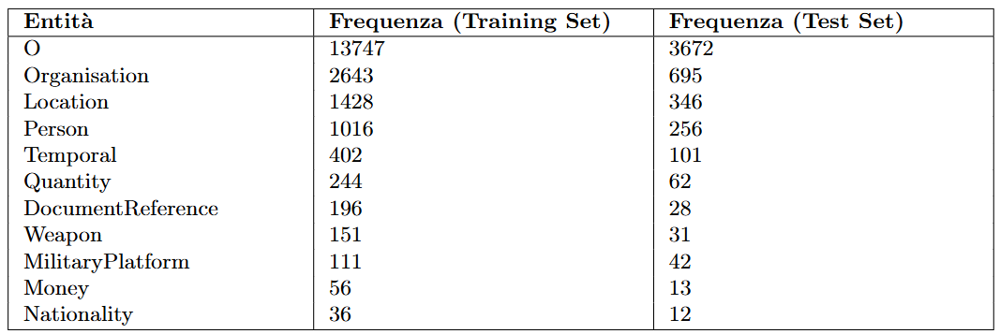 Entità Frequenza (Training Set) Frequenza (Test Set)
O 13747 3672
Organisation 2643 695
Location 1428 346
Person 1016 256
Temporal 402 101
Quantity 244 62
DocumentReference 196 28
Weapon 151 31
MilitaryPlatform 111 42
Money 56 13
Nationality 36 12